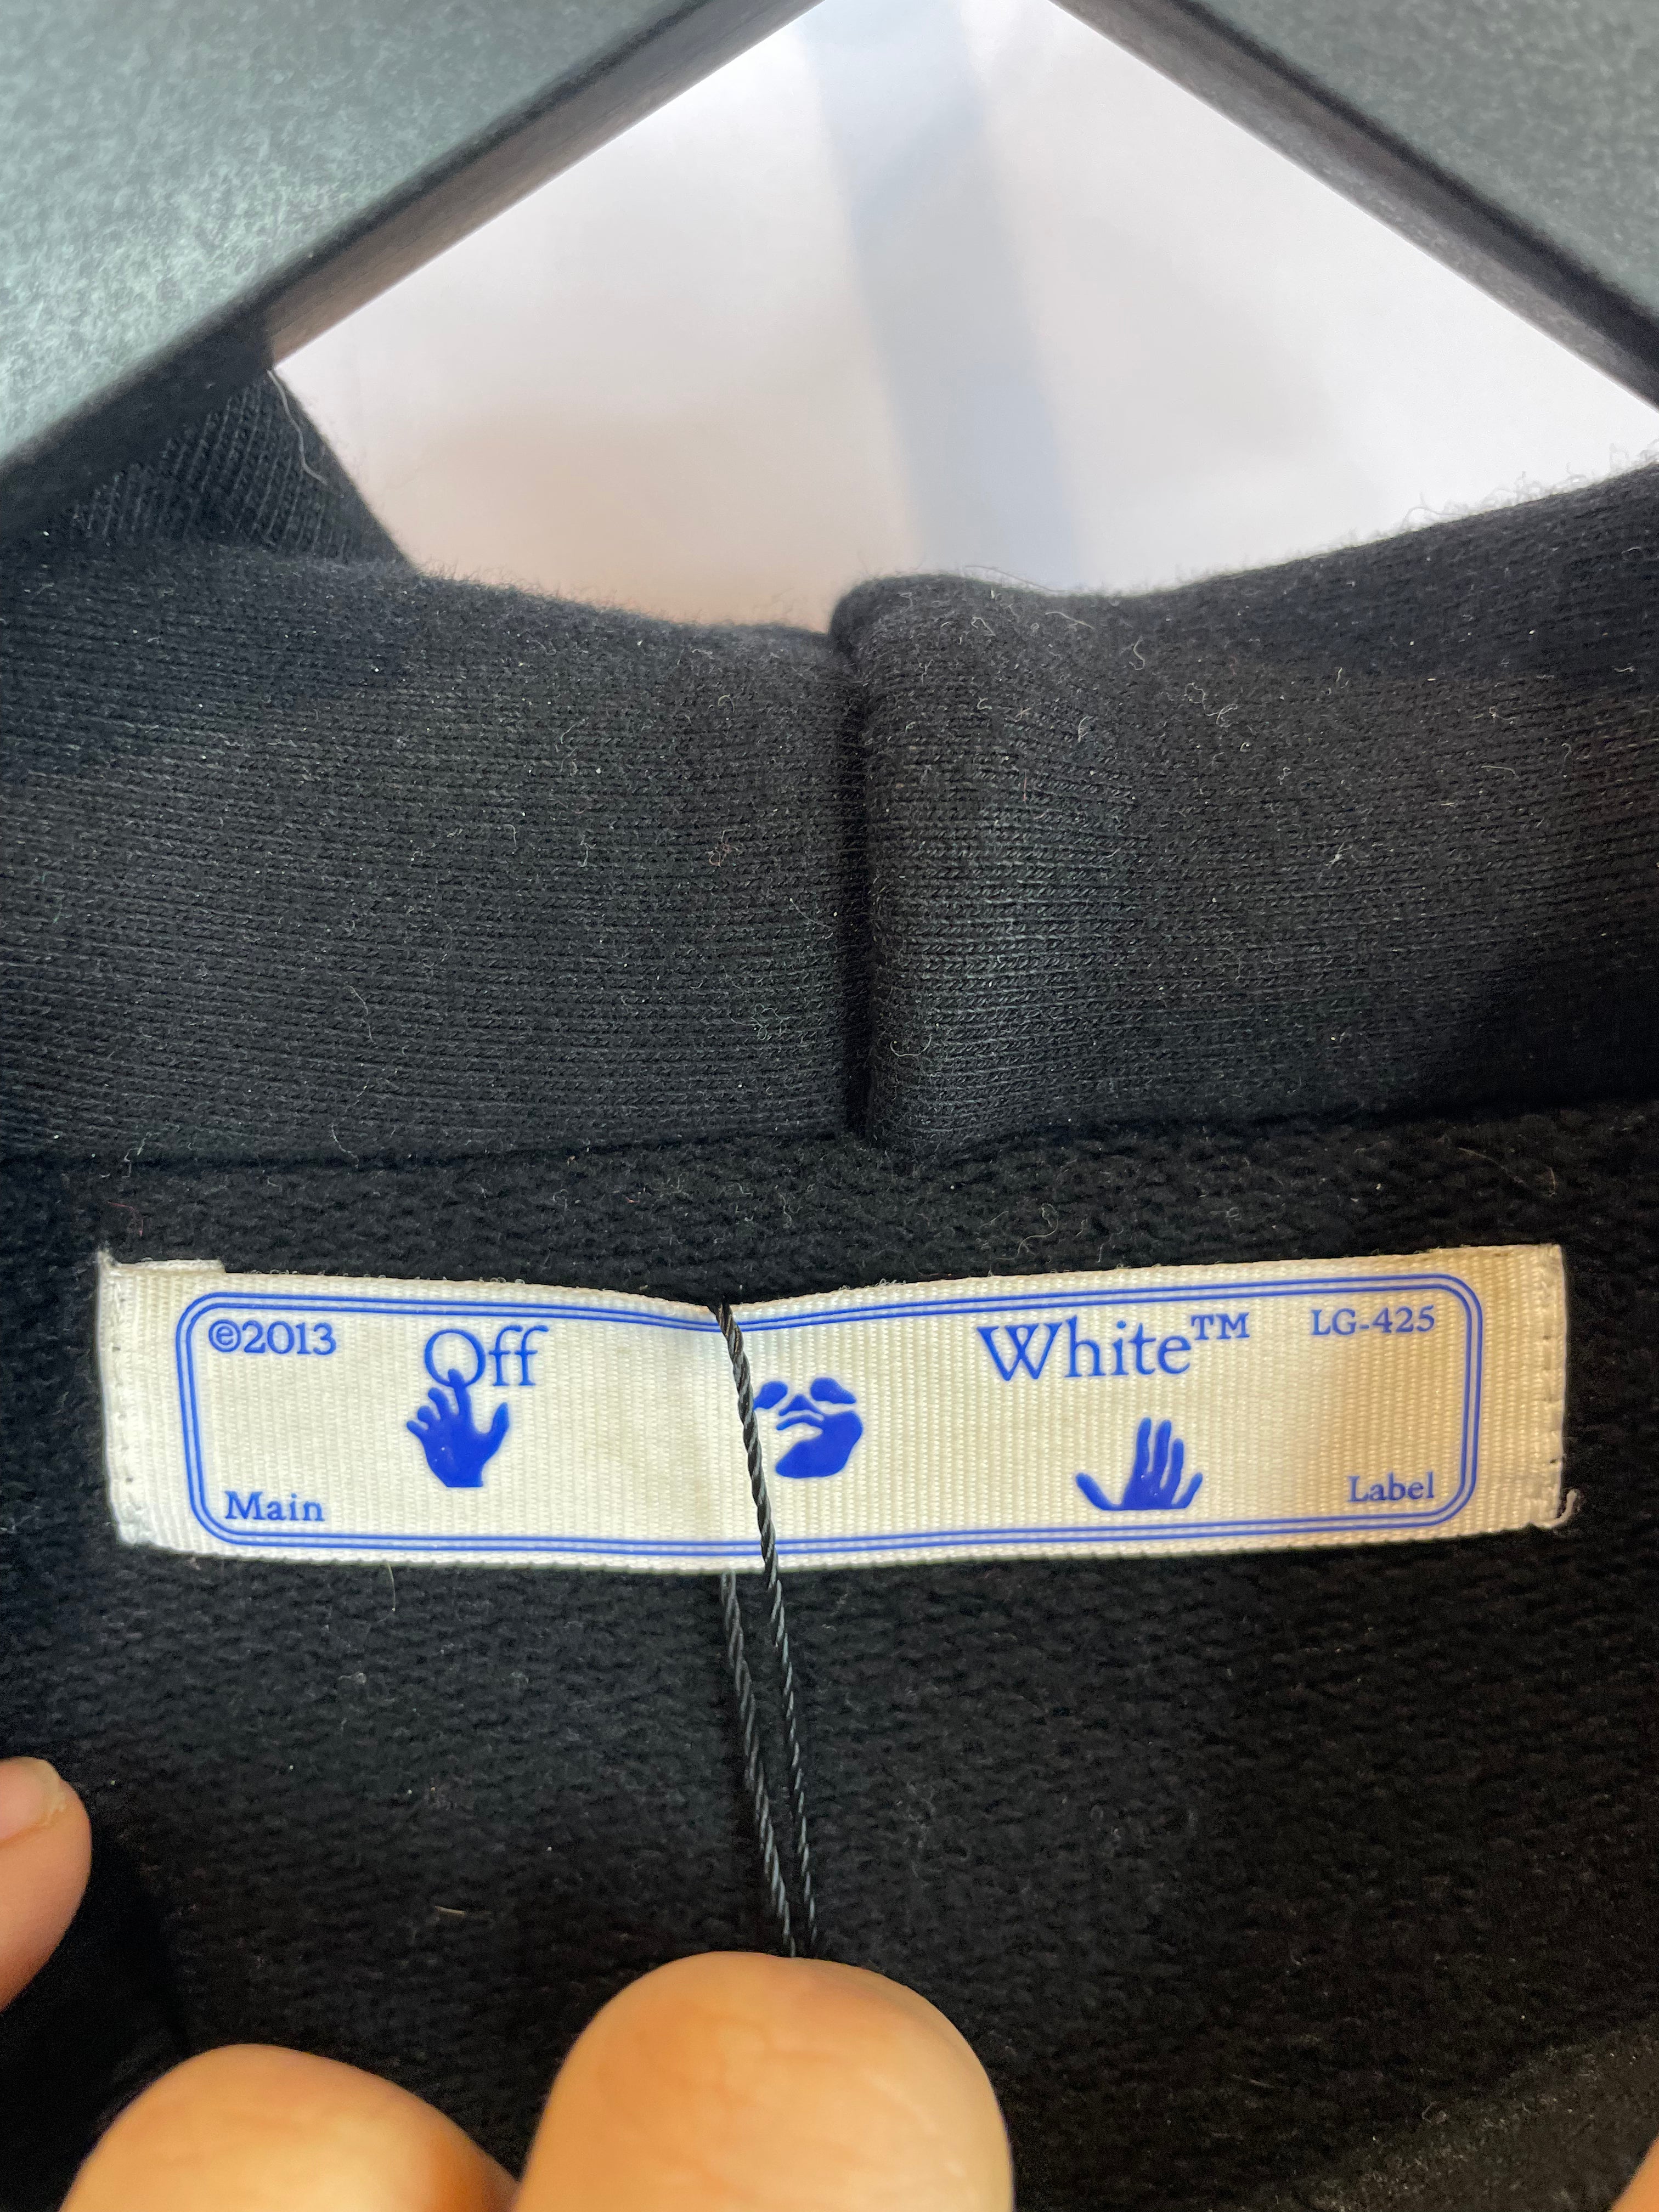 ©2013 Off White™ LG-425
Main Label